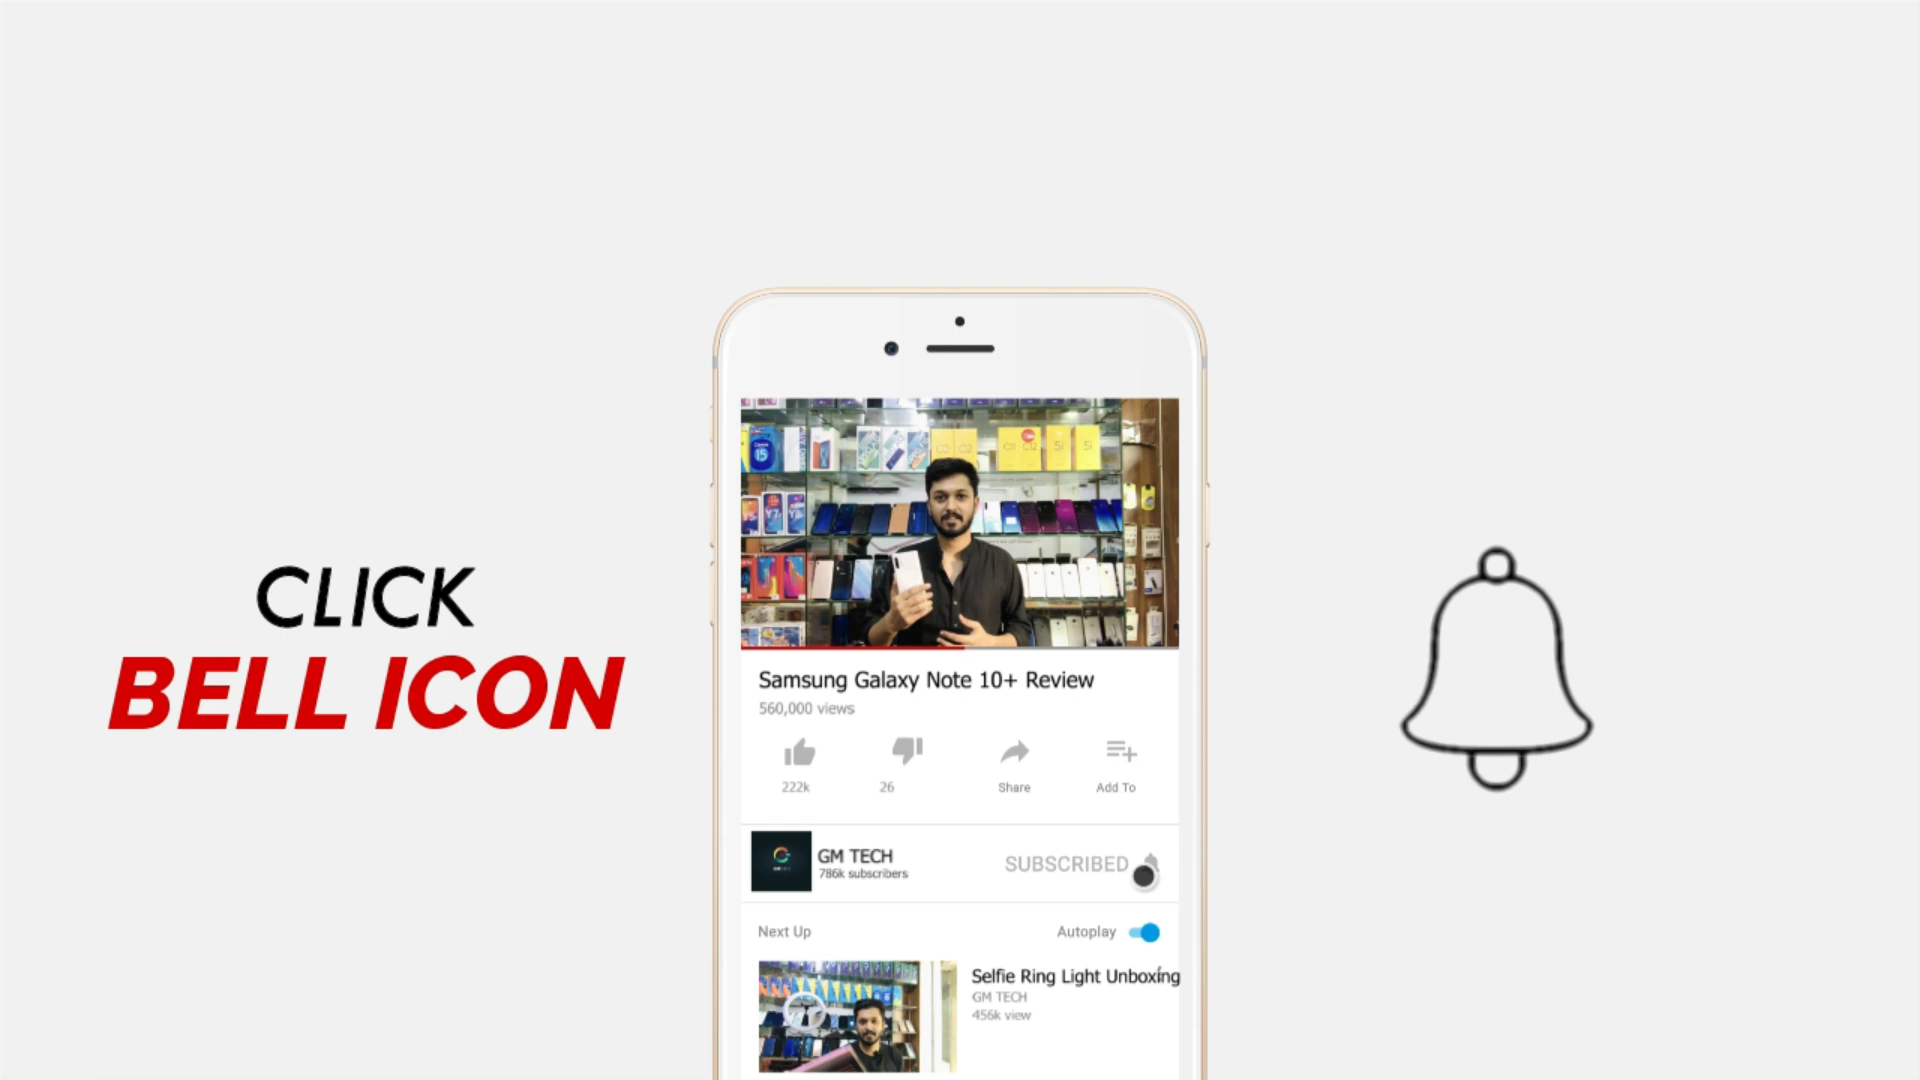 CLICK
BELL ICON
Samsung Galaxy Note 10+ Review
560,000 views
222k
26
Share
Add To
GM TECH
786k subscribers
SUBSCRIBED
Next Up
Autoplay
Selfie Ring Light Unboxing
GM TECH
456k view